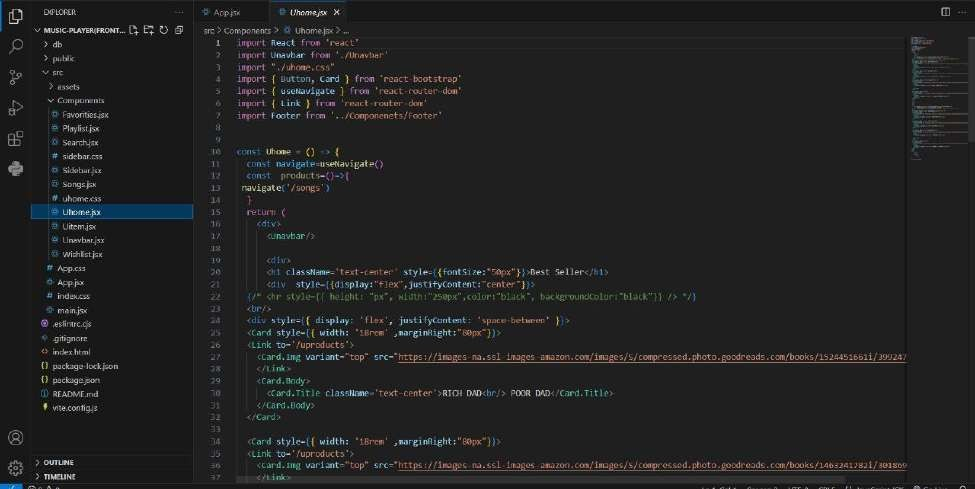 EXPLORER
MUSIC-PLAYER(FRONT...
db
public
src
assets
Components
Favorities.jsx
Playlist.jsx
Search.jsx
sidebar.css
Sidebar.jsx
Songs.jsx
uhome.css
Uhome.jsx
Uitem.jsx
Unavbar.jsx
Wishlist.jsx
App.css
App.jsx
index.css
main.jsx
.eslintrc.cjs
.gitignore
index.html
package-lock.json
package.json
README.md
vite.config.js
OUTLINE
TIMELINE
App.jsx
Uhome.jsx
src > Components > Uhome.jsx > ...
1 import React from 'react'
2 import Unavbar from './Unavbar'
3 import "./uhome.css"
4 import { Button, Card } from 'react-bootstrap'
5 import { useNavigate } from 'react-router-dom'
6 import { Link } from 'react-router-dom'
7 import Footer from '../Componenets/Footer'
8
9
10 const Uhome = () => {
11 const navigate=useNavigate()
12 const products=()=>{
13 navigate('/songs')
14 }
15 return (
16 <div>
17 <Unavbar/>
18
19 <div>
20 <h1 className='text-center' style={{fontSize:"50px"}}>Best Seller</h1>
21 <div style={{display:"flex",justifyContent:"center"}}>
22 {/* <hr style={{ height: "px", width:"250px",color:"black", backgroundColor:"black"}} /> */}
23 <br/>
24 <div style={{ display: 'flex', justifyContent: 'space-between' }}>
25 <Card style={{ width: '18rem' ,marginRight:"80px"}}>
26 <Link to='/uproducts'>
27 <Card.Img variant="top" src="https://images-na.ssl-images-amazon.com/images/S/compressed.photo.goodreads.com/books/1524451661i/399247
28 </Link>
29 <Card.Body>
30 <Card.Title className='text-center'>RICH DAD<br/> POOR DAD</Card.Title>
31 </Card.Body>
32 </Card>
33
34 <Card style={{ width: '18rem' ,marginRight:"80px"}}>
35 <Link to='/uproducts'>
36 <Card.Img variant="top" src="https://images-na.ssl-images-amazon.com/images/S/compressed.photo.goodreads.com/books/1463241782i/301869
37 </Link>